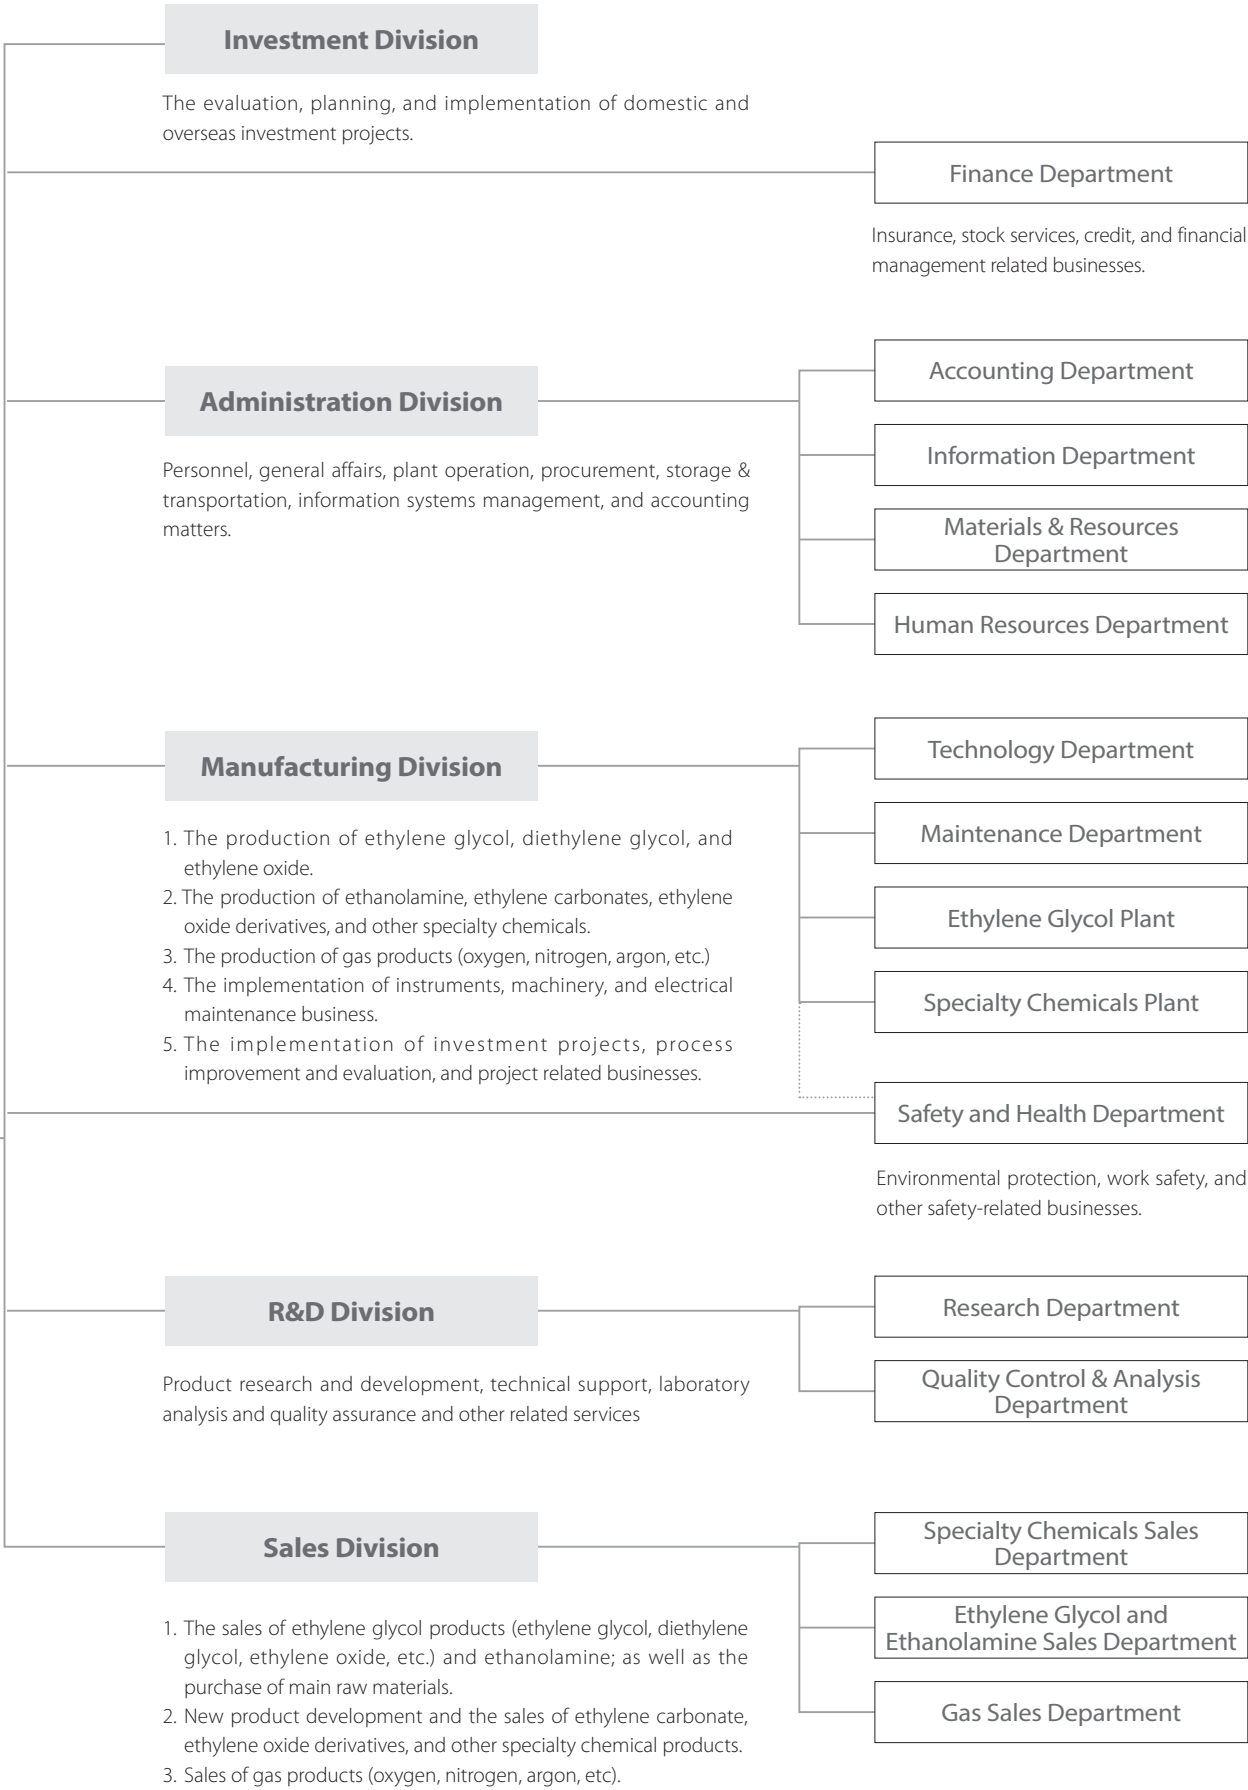 Investment Division
The evaluation, planning, and implementation of domestic and
overseas investment projects.
Finance Department
Insurance, stock services, credit, and financial
management related businesses.
Administration Division
Personnel, general affairs, plant operation, procurement, storage &
transportation, information systems management, and accounting
matters.
Accounting Department
Information Department
Materials & Resources
Department
Human Resources Department
Manufacturing Division
1. The production of ethylene glycol, diethylene glycol, and
ethylene oxide.
2. The production of ethanolamine, ethylene carbonates, ethylene
oxide derivatives, and other specialty chemicals.
3. The production of gas products (oxygen, nitrogen, argon, etc.)
4. The implementation of instruments, machinery, and electrical
maintenance business.
5. The implementation of investment projects, process
improvement and evaluation, and project related businesses.
Technology Department
Maintenance Department
Ethylene Glycol Plant
Specialty Chemicals Plant
Safety and Health Department
Environmental protection, work safety, and
other safety-related businesses.
R&D Division
Product research and development, technical support, laboratory
analysis and quality assurance and other related services
Research Department
Quality Control & Analysis
Department
Sales Division
1. The sales of ethylene glycol products (ethylene glycol, diethylene
glycol, ethylene oxide, etc.) and ethanolamine; as well as the
purchase of main raw materials.
2. New product development and the sales of ethylene carbonate,
ethylene oxide derivatives, and other specialty chemical products.
3. Sales of gas products (oxygen, nitrogen, argon, etc).
Specialty Chemicals Sales
Department
Ethylene Glycol and
Ethanolamine Sales Department
Gas Sales Department